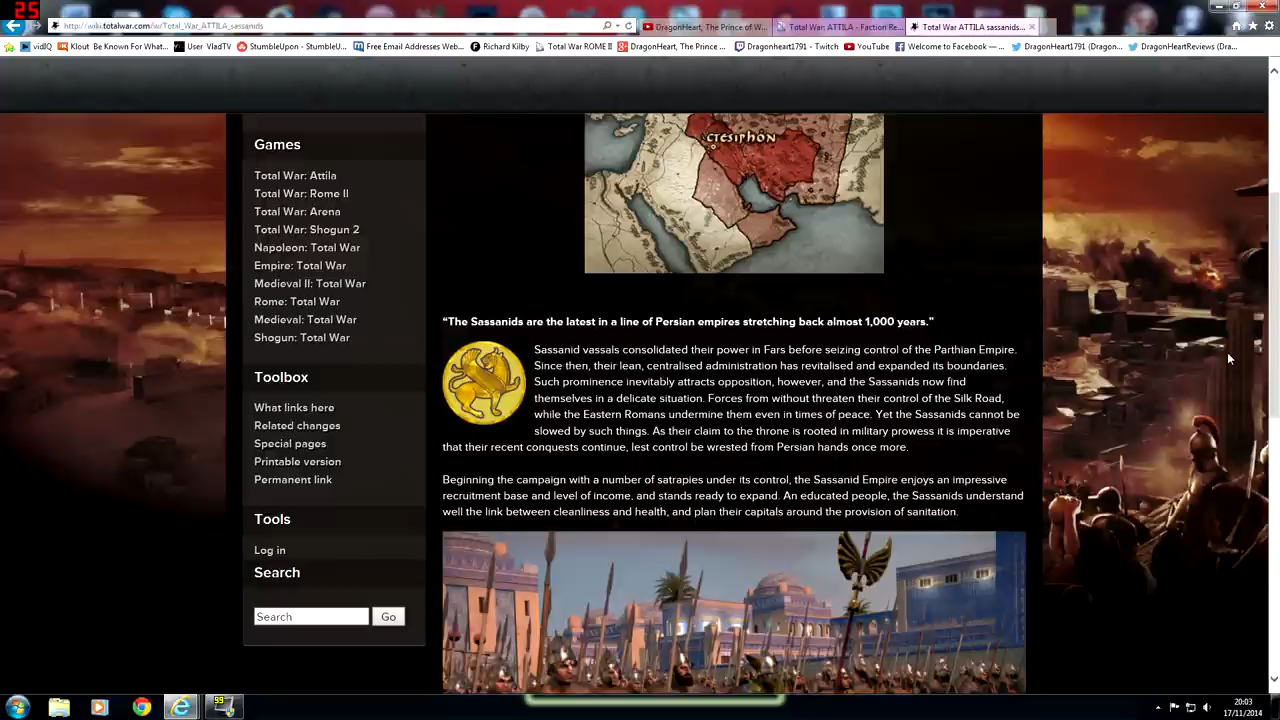 25
http://wiki.totalwar.com/w/Total_War_ATTILA_sassanids
DragonHeart, The Prince of W...
Total War: ATTILA - Faction Re...
Total War ATTILA sassanids...
vidIQ
Klout Be Known For What...
User VladTV
StumbleUpon - StumbleU...
Free Email Addresses Web...
Richard Kilby
Total War ROME II
DragonHeart, The Prince ...
Dragonheart1791 - Twitch
YouTube
Welcome to Facebook — ...
DragonHeart1791 (Dragon...
DragonHeartReviews (Dra...
CTESIPHON
Games
Total War: Attila
Total War: Rome II
Total War: Arena
Total War: Shogun 2
Napoleon: Total War
Empire: Total War
Medieval II: Total War
Rome: Total War
Medieval: Total War
Shogun: Total War
Toolbox
What links here
Related changes
Special pages
Printable version
Permanent link
Tools
Log in
Search
Search
Go
“The Sassanids are the latest in a line of Persian empires stretching back almost 1,000 years.”
Sassanid vassals consolidated their power in Fars before seizing control of the Parthian Empire.
Since then, their lean, centralised administration has revitalised and expanded its boundaries.
Such prominence inevitably attracts opposition, however, and the Sassanids now find
themselves in a delicate situation. Forces from without threaten their control of the Silk Road,
while the Eastern Romans undermine them even in times of peace. Yet the Sassanids cannot be
slowed by such things. As their claim to the throne is rooted in military prowess it is imperative
that their recent conquests continue, lest control be wrested from Persian hands once more.
Beginning the campaign with a number of satrapies under its control, the Sassanid Empire enjoys an impressive
recruitment base and level of income, and stands ready to expand. An educated people, the Sassanids understand
well the link between cleanliness and health, and plan their capitals around the provision of sanitation.
99
20:03
17/11/2014